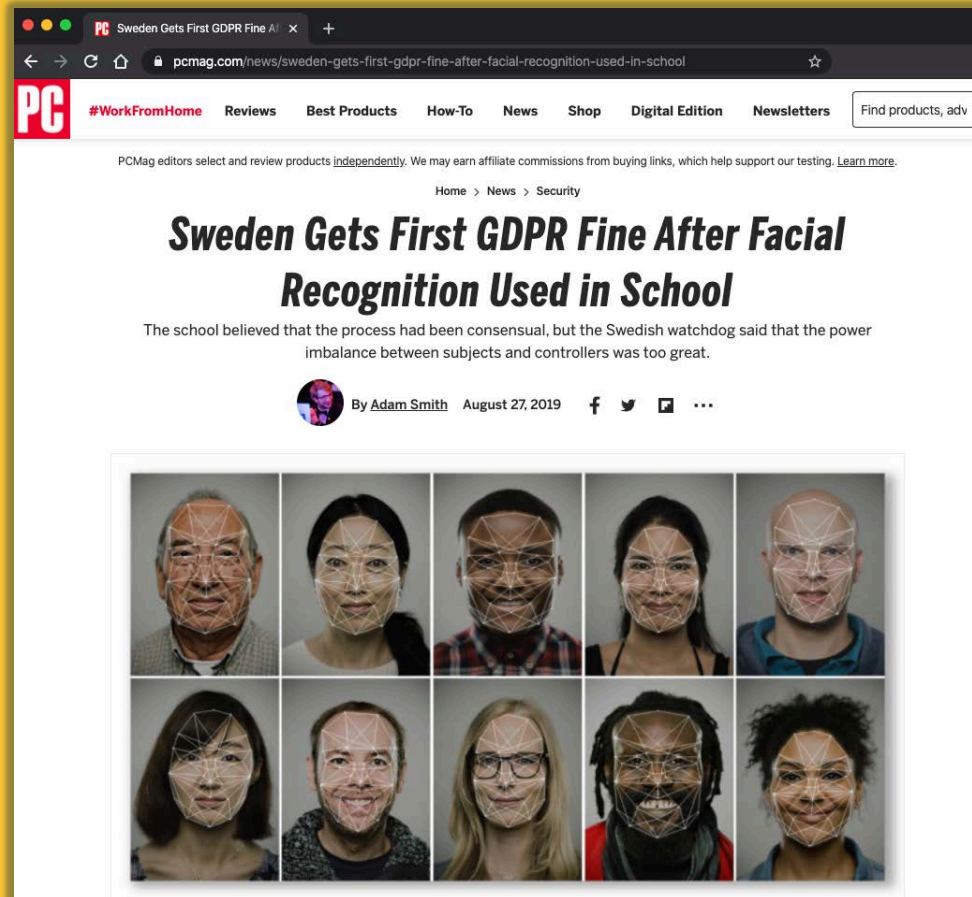 PC Sweden Gets First GDPR Fine Af
pcmag.com/news/sweden-gets-first-gdpr-fine-after-facial-recognition-used-in-school
PC #WorkFromHome Reviews Best Products How-To News Shop Digital Edition Newsletters Find products, adv
PCMag editors select and review products independently. We may earn affiliate commissions from buying links, which help support our testing. Learn more.
Home > News > Security
Sweden Gets First GDPR Fine After Facial
Recognition Used in School
The school believed that the process had been consensual, but the Swedish watchdog said that the power
imbalance between subjects and controllers was too great.
By Adam Smith August 27, 2019